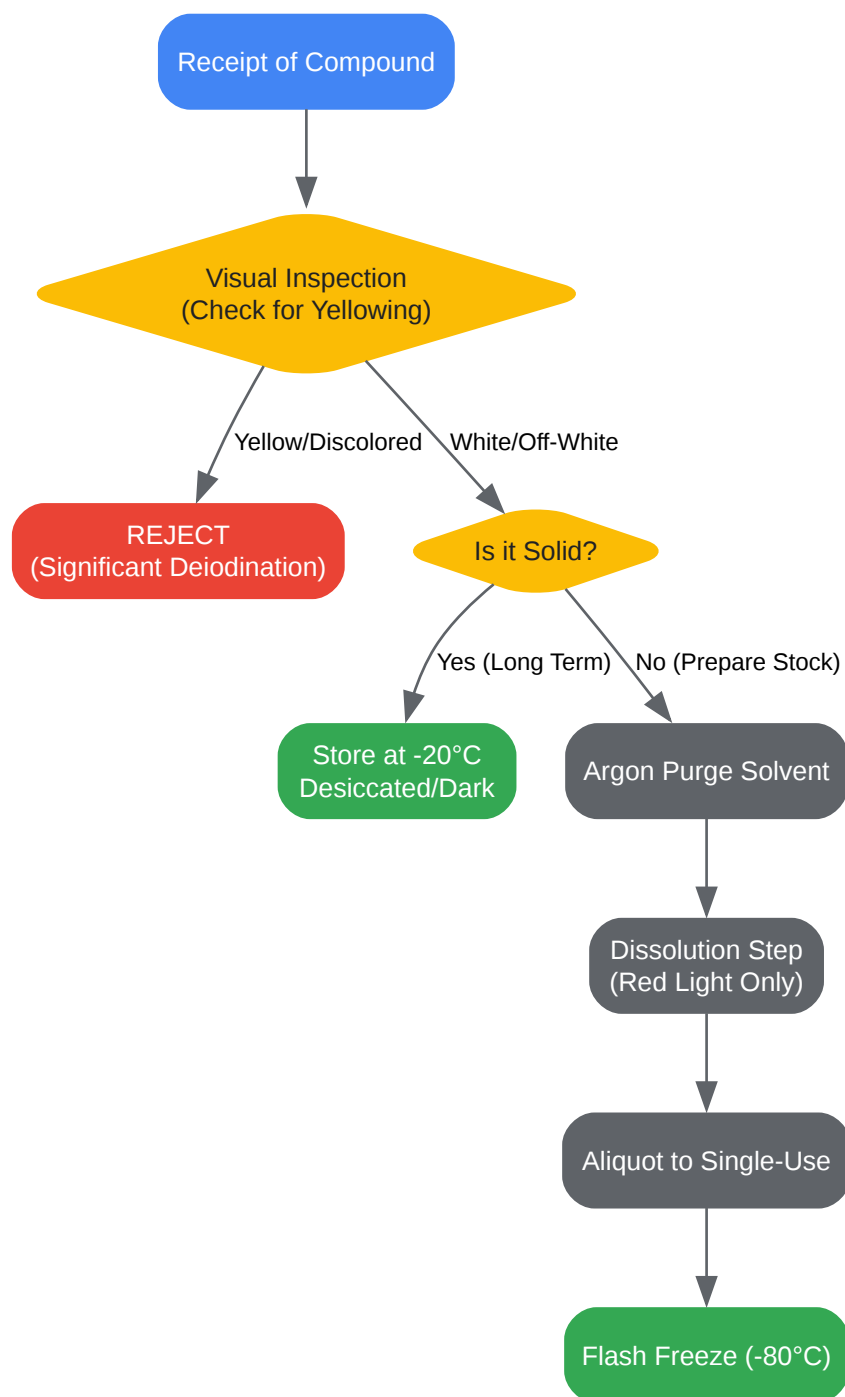 Receipt of Compound
Visual Inspection
(Check for Yellowing)
Yellow/Discolored
White/Off-White
REJECT
(Significant Deiodination)
Is it Solid?
Yes (Long Term)
No (Prepare Stock)
Store at -20°C
Desiccated/Dark
Argon Purge Solvent
Dissolution Step
(Red Light Only)
Aliquot to Single-Use
Flash Freeze (-80°C)